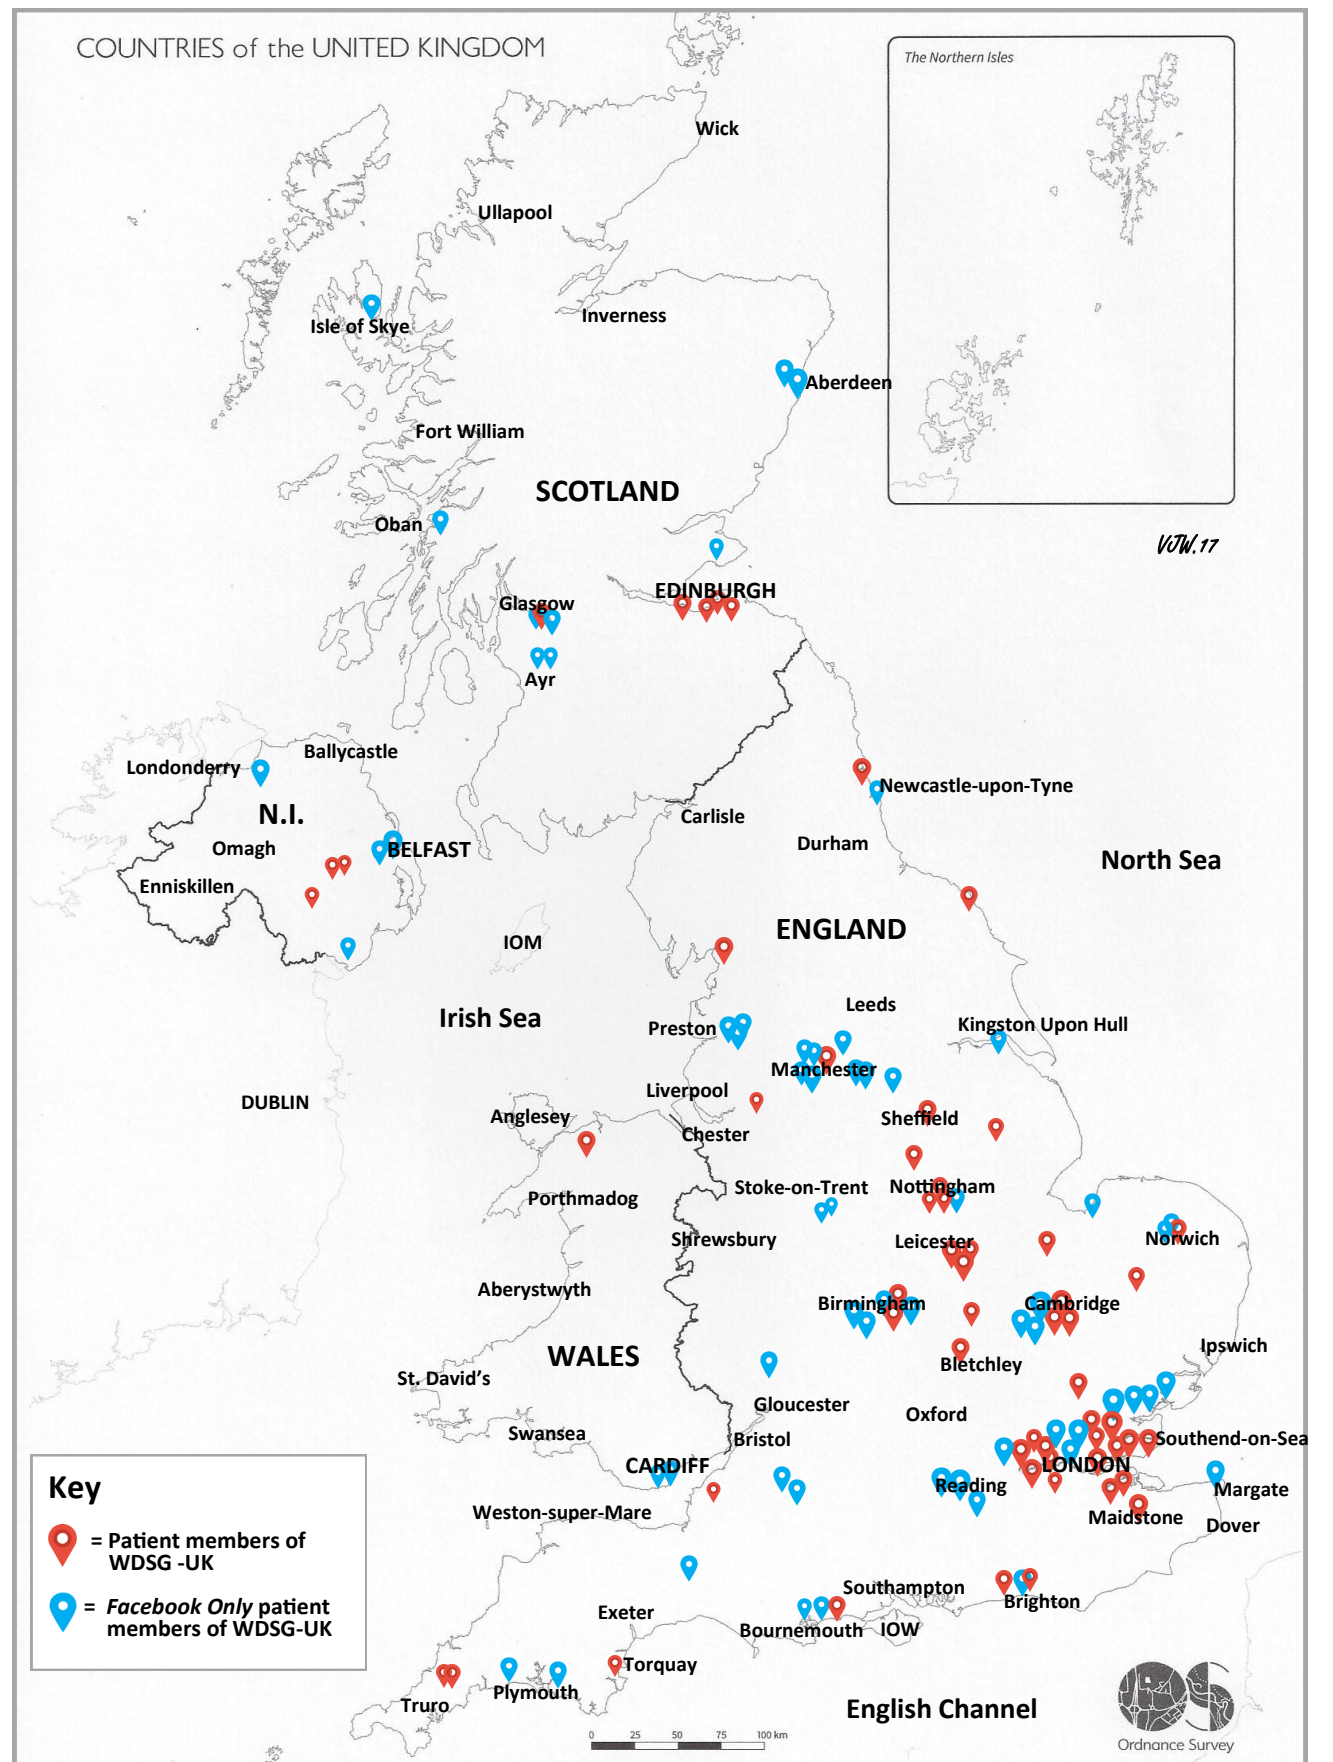 COUNTRIES of the UNITED KINGDOM
The Northern Isles
Wick
Ullapool
Inverness
Isle of Skye
Aberdeen
Fort William
SCOTLAND
Oban
VJW.17
EDINBURGH
Glasgow
Ayr
Ballycastle
Londonderry
Newcastle-upon-Tyne
N.I.
Carlisle
Durham
Omagh
BELFAST
North Sea
Enniskillen
ENGLAND
IOM
Leeds
Irish Sea
Preston
Kingston Upon Hull
Manchester
Liverpool
DUBLIN
Anglesey
Sheffield
Chester
Stoke-on-Trent
Nottingham
Porthmadog
Shrewsbury
Leicester
Norwich
Aberystwyth
Birmingham
Cambridge
Ipswich
WALES
Bletchley
St. David's
Gloucester
Oxford
Swansea
Bristol
Southend-on-Sea
CARDIFF
LONDON
Reading
Margate
Weston-super-Mare
Maidstone
Dover
Key
= Patient members of
WDSG -UK
= Facebook Only patient
members of WDSG-UK
Southampton
Brighton
Exeter
Bournemouth
IOW
Torquay
Plymouth
Truro
English Channel
0 25 50 75 100 km
OS
Ordnance Survey